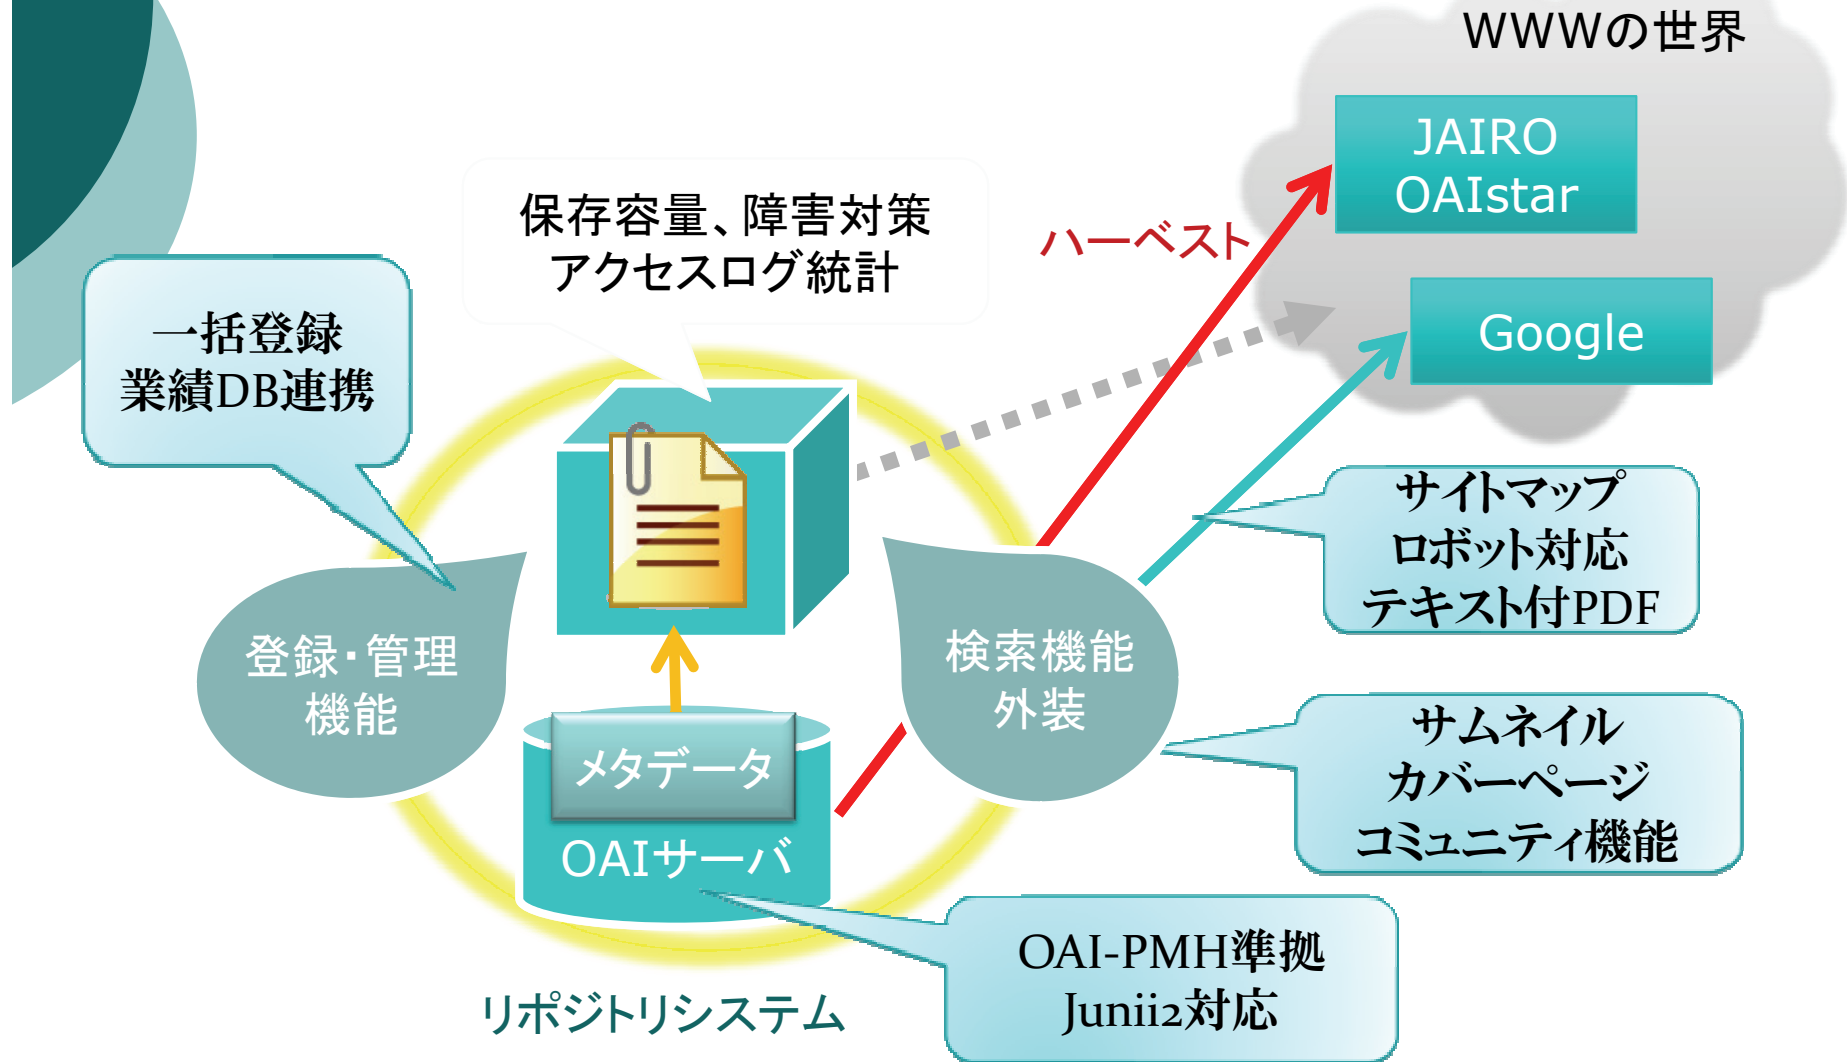 WWWの世界
JAIRO
OAIstar
Google
ハーベスト
保存容量、障害対策
アクセスログ統計
一括登録
業績DB連携
サイトマップ
ロボット対応
テキスト付PDF
登録・管理
機能
検索機能
外装
メタデータ
OAIサーバ
サムネイル
カバーページ
コミュニティ機能
OAI-PMH準拠
Junii2対応
リポジトリシステム